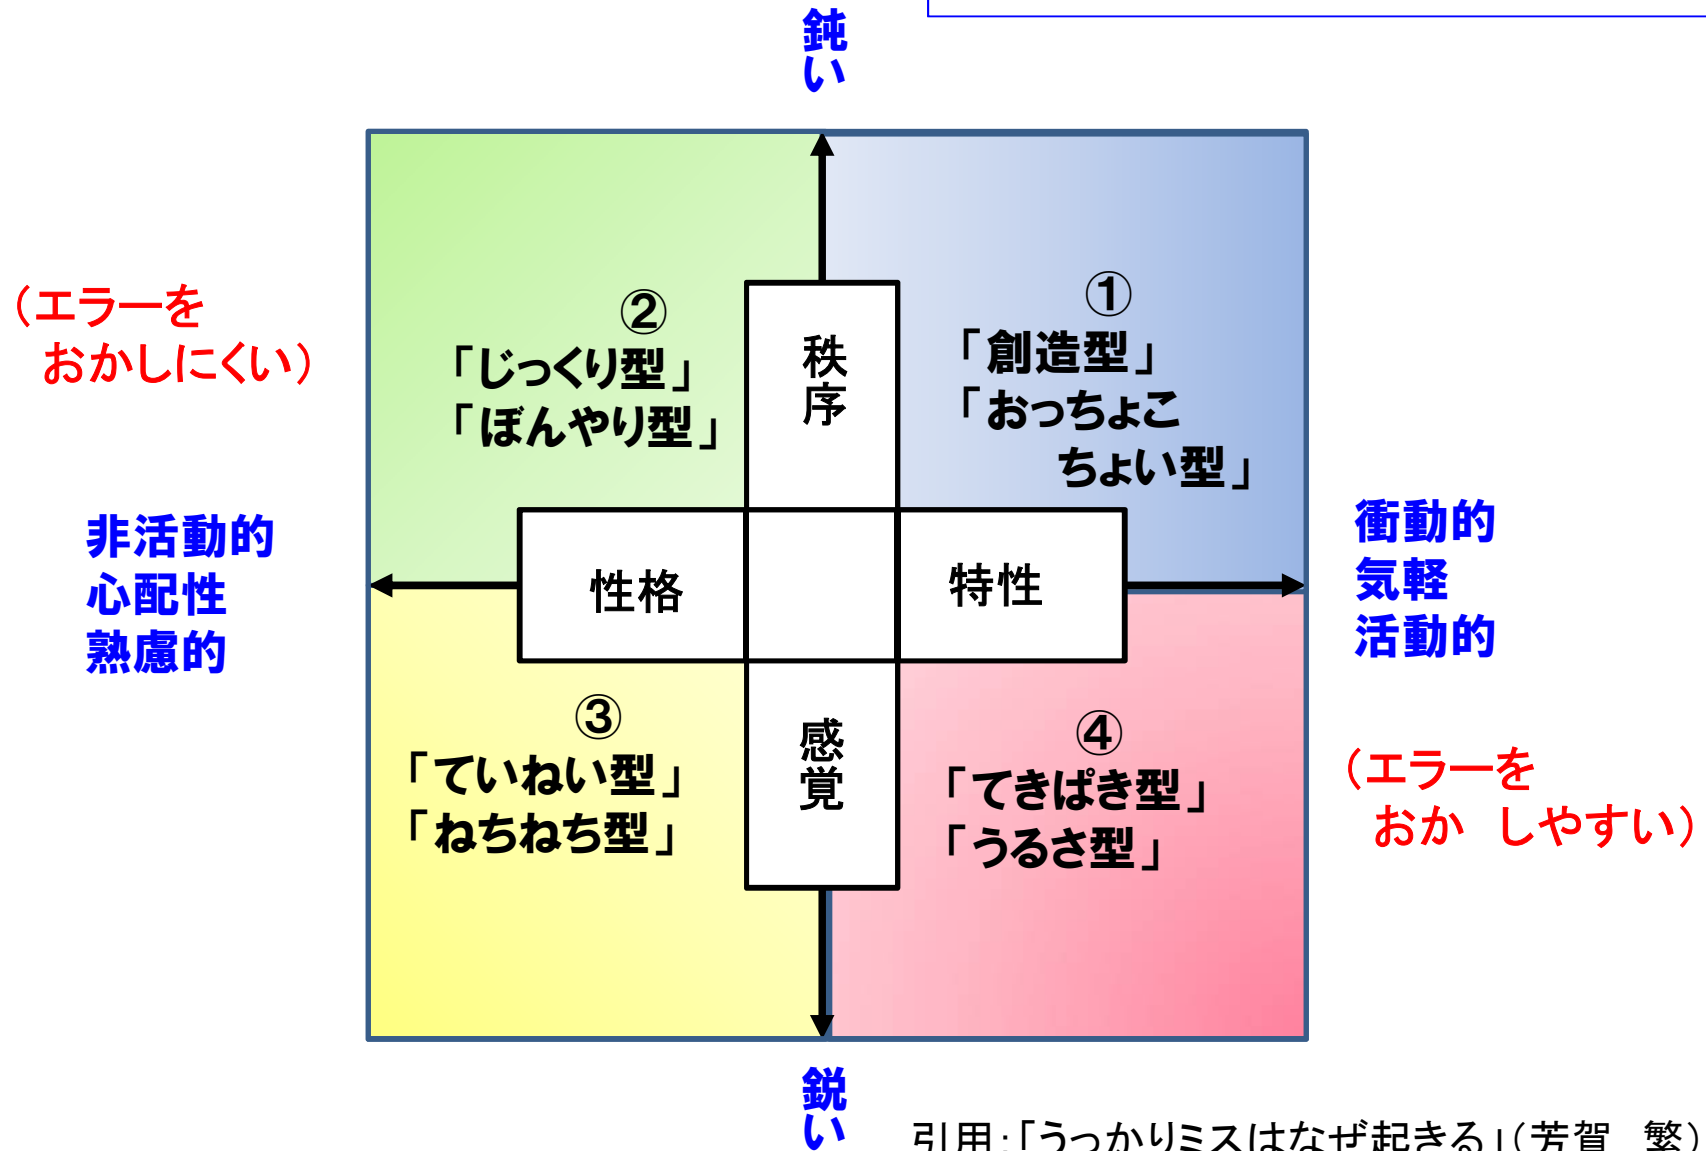 鈍い
(エラーを
おかしにくい)
②
「じっくり型」
「ぼんやり型」
秩序
①
「創造型」
「おっちょこ
ちょい型」
非活動的
心配性
熟慮的
性格
特性
衝動的
気軽
活動的
③
「ていねい型」
「ねちねち型」
感覚
④
「てきぱき型」
「うるさ型」
(エラーを
おか しやすい)
鋭い
引用:「うっかりミスはなぜ起きる」(芳賀 繁)